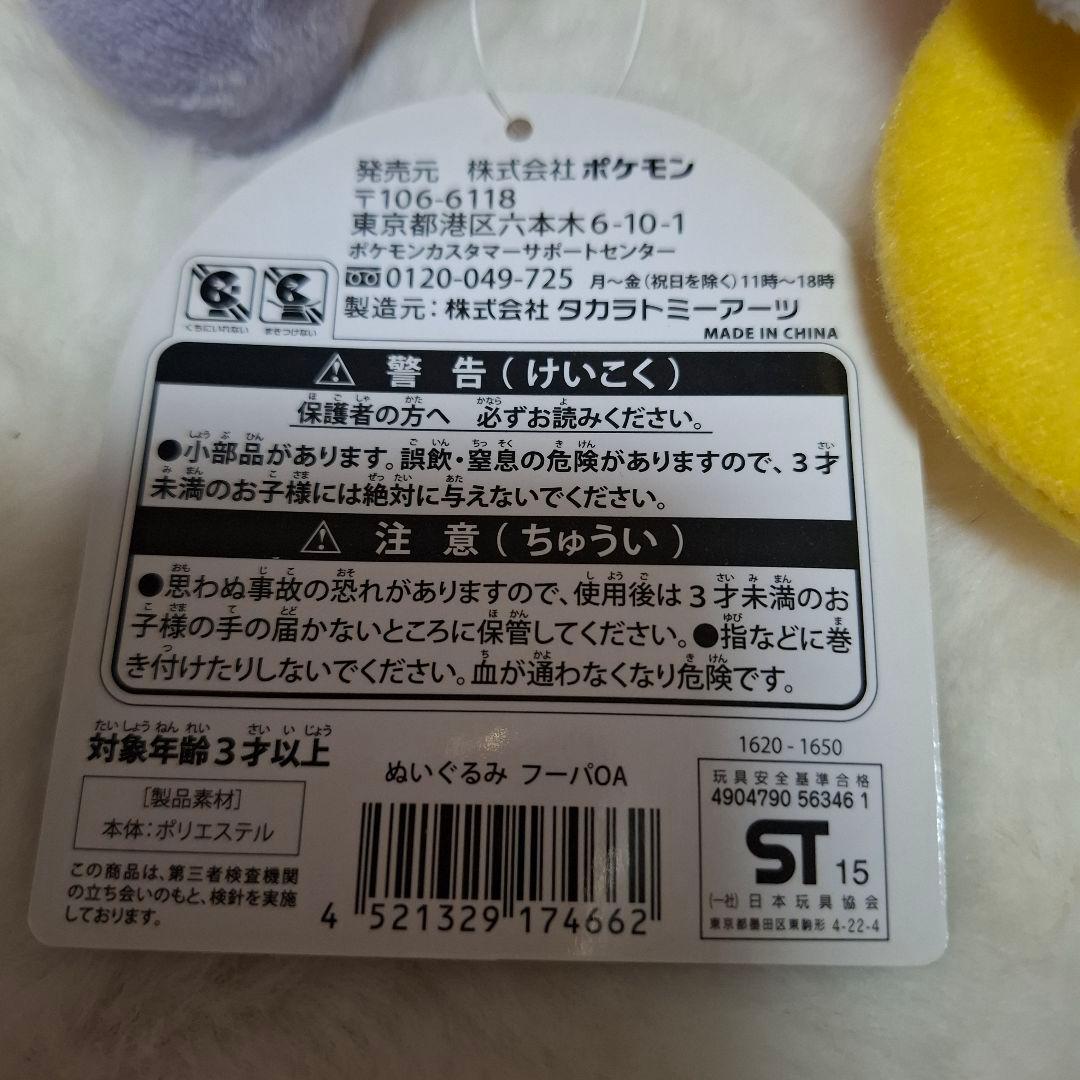 発売元 株式会社 ポケモン
〒106-6118
東京都港区六本木6-10-1
ポケモンカスタマーサポートセンター
0120-049-725 月～金(祝日を除く)11時～18時
製造元:株式会社 タカラトミーアーツ
MADE IN CHINA
くちにいれない
まきつけない
警 告(けいこく)
保護者の方へ 必ずお読みください。
●小部品があります。誤飲・窒息の危険がありますので、3才
未満のお子様には絶対に与えないでください。
注 意(ちゅうい)
●思わぬ事故の恐れがありますので、使用後は3才未満のお
子様の手の届かないところに保管してください。●指などに巻
き付けたりしないでください。血が通わなくなり危険です。
対象年齢3才以上
[製品素材]
本体:ポリエステル
この商品は、第三者検査機関
の立ち会いのもと、検針を実施
しております。
ぬいぐるみ フーパOA
4 521329 174662
1620-1650
玩具安全基準合格
4904790 56346 1
ST 15
(一社)日本玩具協会
東京都墨田区東駒形 4-22-4